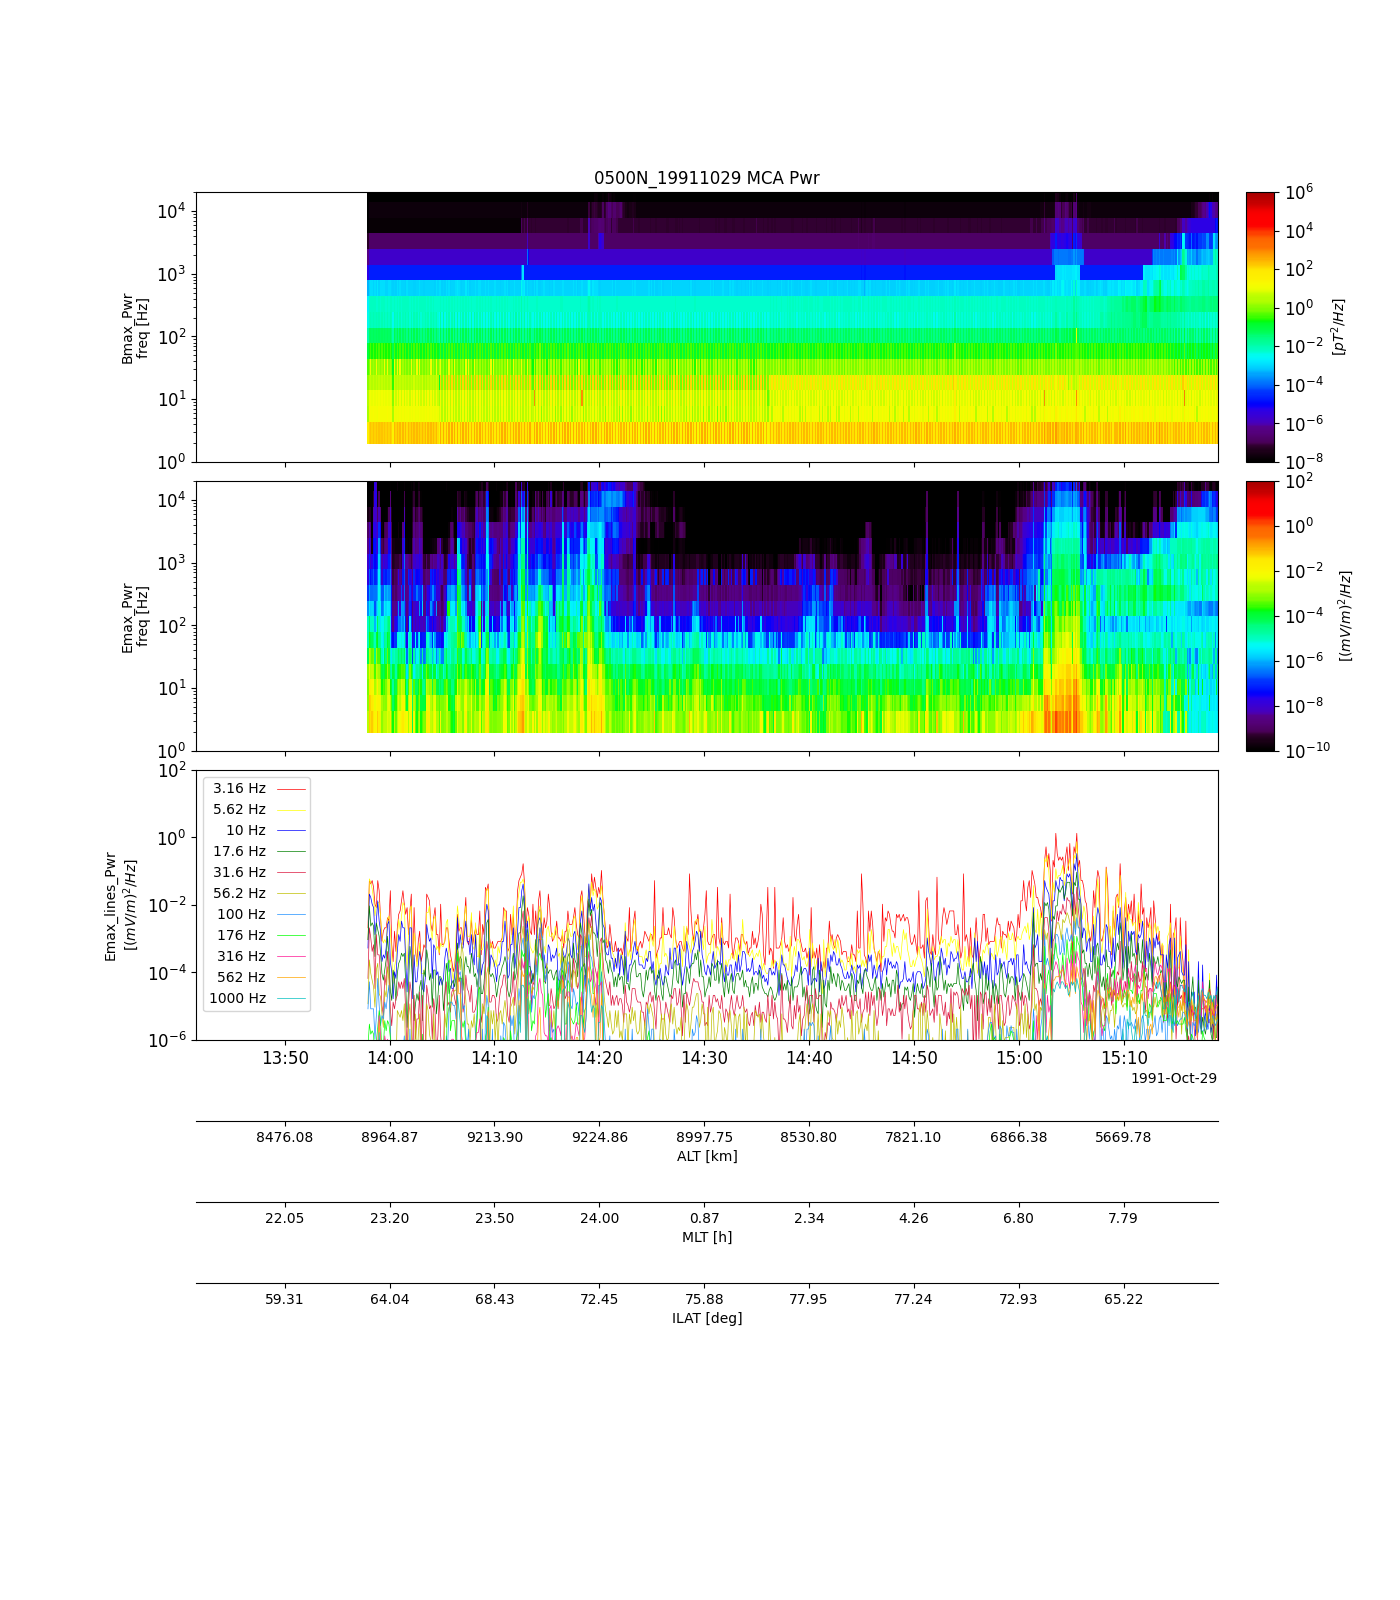 0500N_19911029 MCA Pwr
Bmax_Pwr
freq [Hz]
10^4
10^3
10^2
10^1
10^0
10^6
10^4
10^2
10^0
10^−2
10^−4
10^−6
10^−8
[pT^2/Hz]
Emax_Pwr
freq [Hz]
10^4
10^3
10^2
10^1
10^0
10^2
10^0
10^−2
10^−4
10^−6
10^−8
10^−10
[(mV/m)^2/Hz]
Emax_lines_Pwr
[(mV/m)^2/Hz]
10^2
10^0
10^−2
10^−4
10^−6
3.16 Hz
5.62 Hz
10 Hz
17.6 Hz
31.6 Hz
56.2 Hz
100 Hz
176 Hz
316 Hz
562 Hz
1000 Hz
13:50 14:00 14:10 14:20 14:30 14:40 14:50 15:00 15:10
1991-Oct-29
8476.08 8964.87 9213.90 9224.86 8997.75 8530.80 7821.10 6866.38 5669.78
ALT [km]
22.05 23.20 23.50 24.00 0.87 2.34 4.26 6.80 7.79
MLT [h]
59.31 64.04 68.43 72.45 75.88 77.95 77.24 72.93 65.22
ILAT [deg]